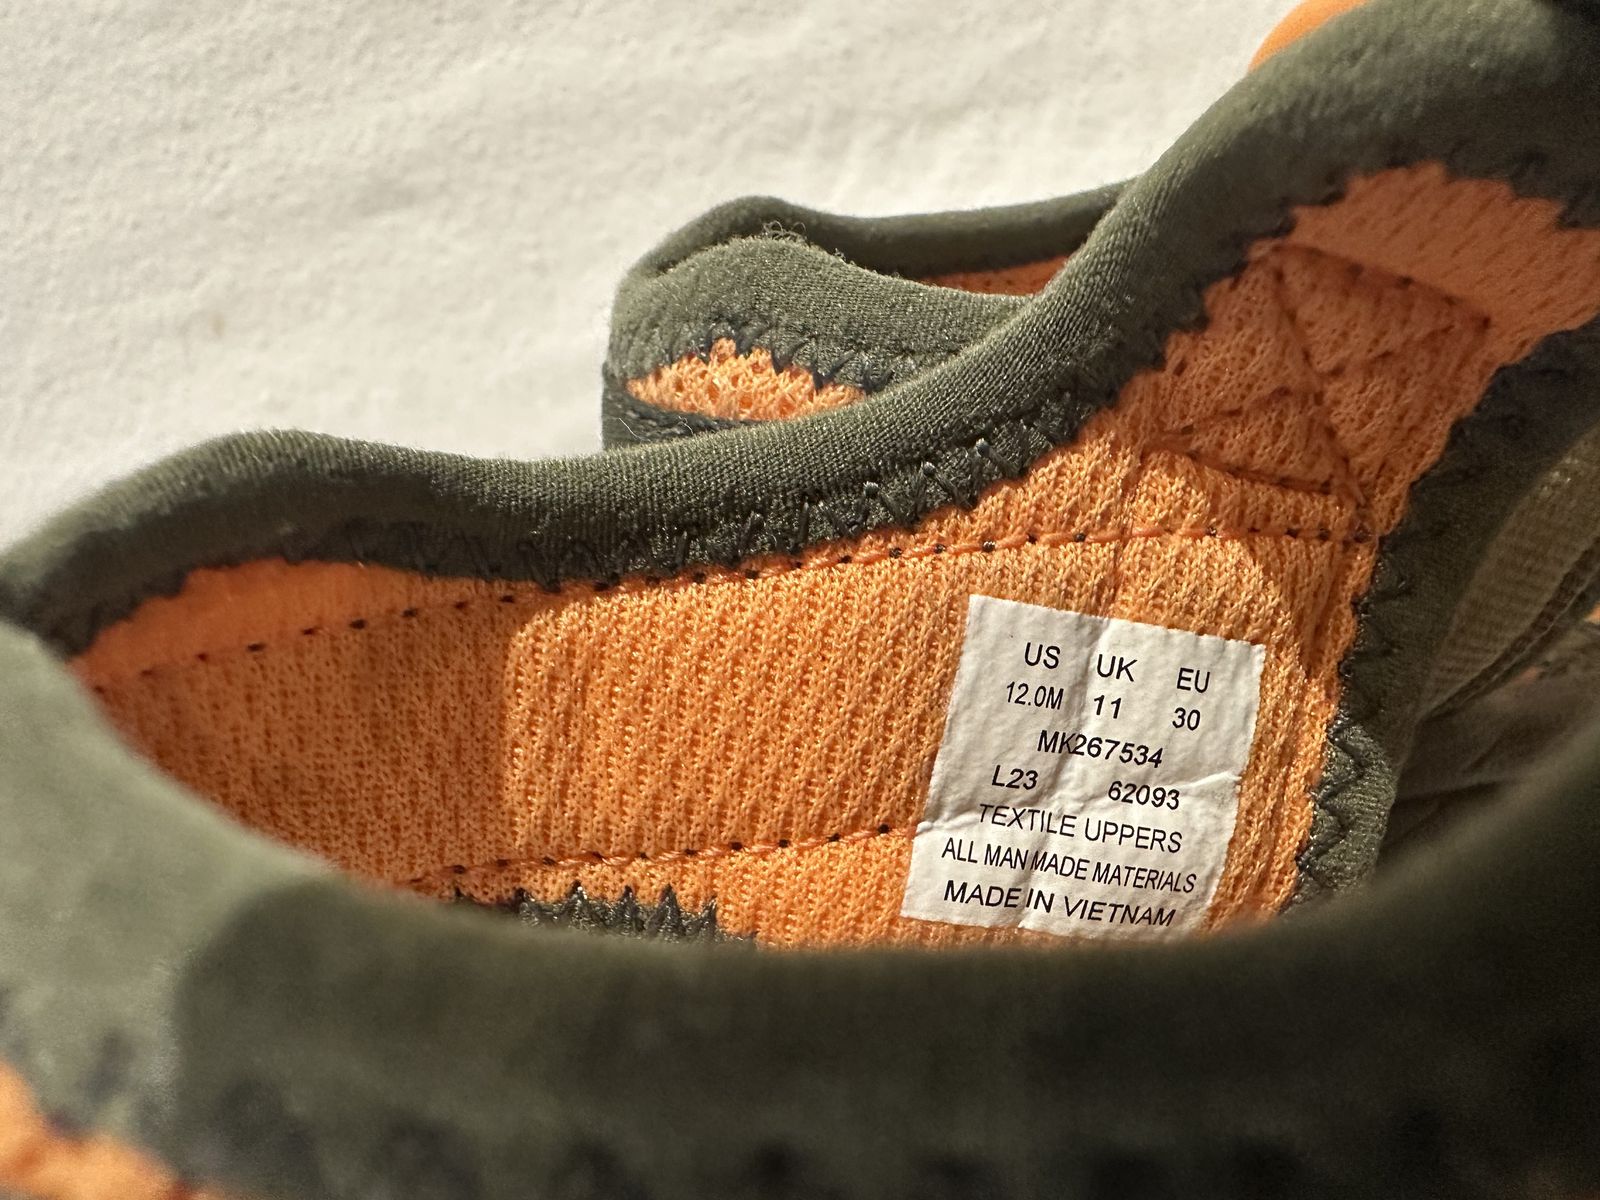 US UK EU
12.0M 11 30
MK267534
L23 62093
TEXTILE UPPERS
ALL MAN MADE MATERIALS
MADE IN VIETNAM